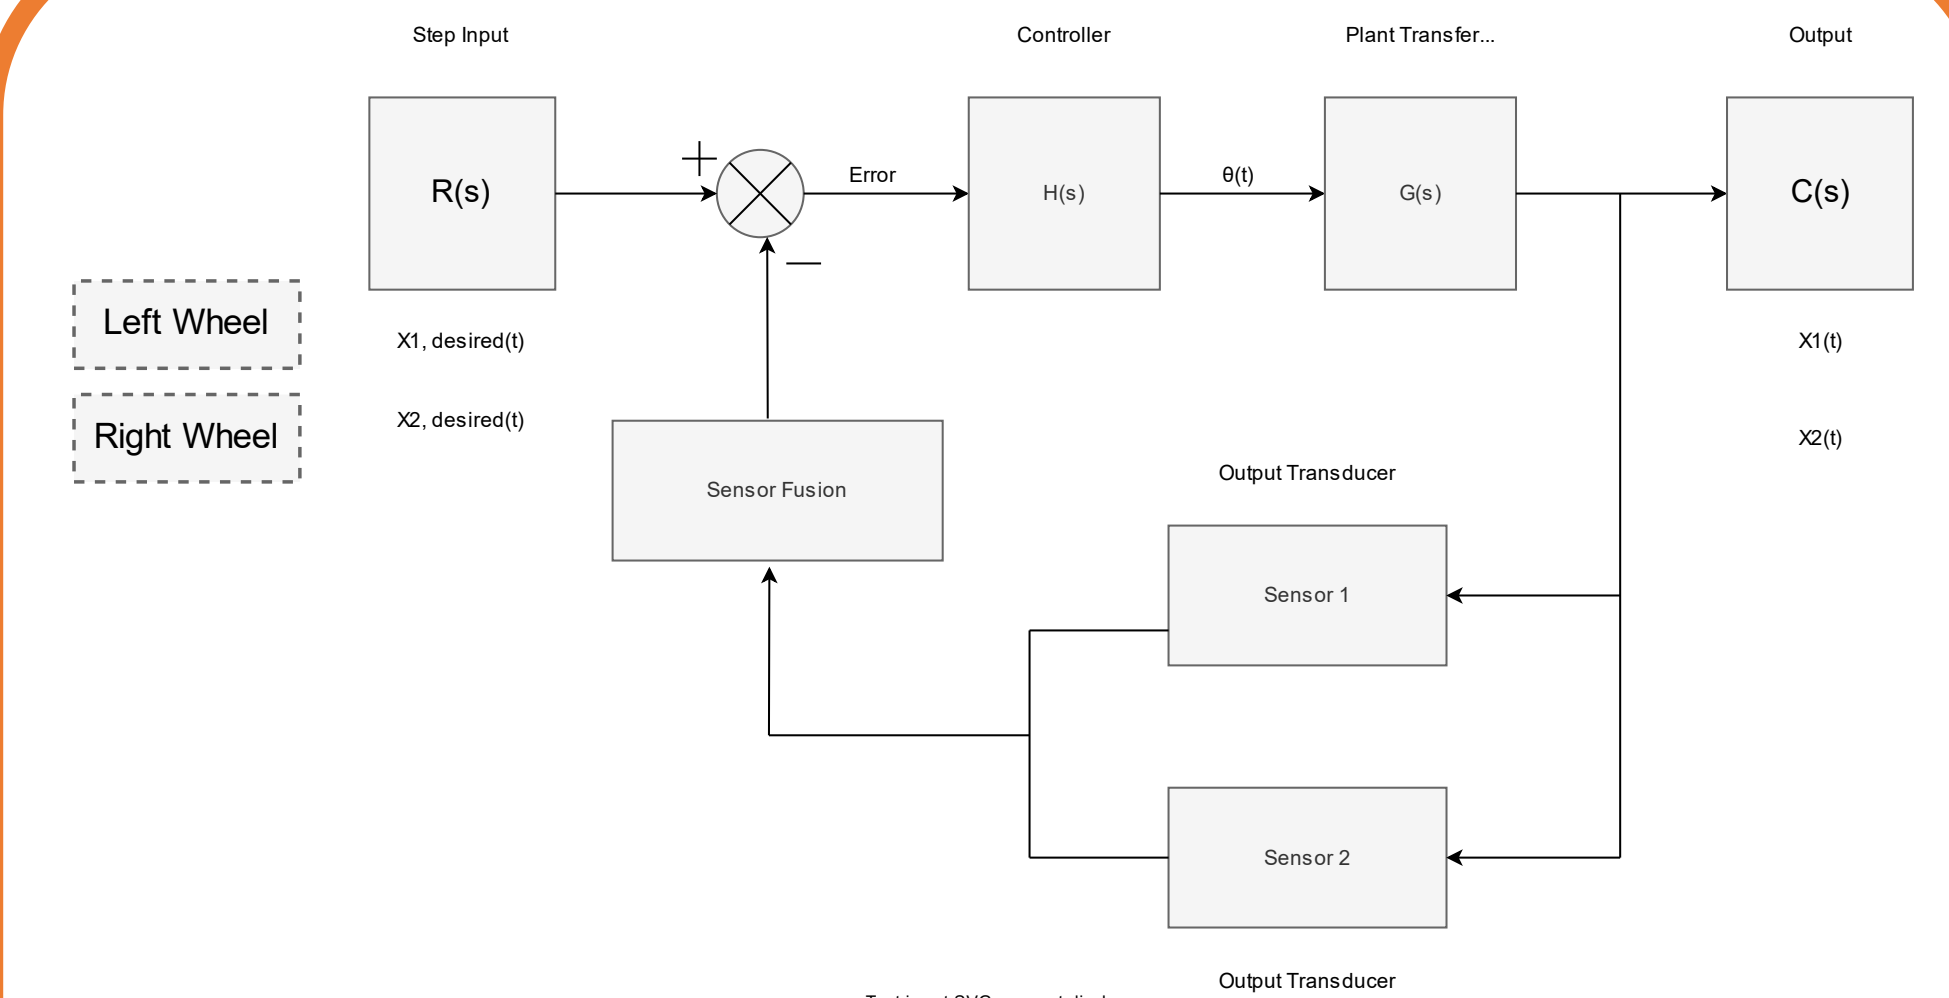 Step Input
Controller
Plant Transfer...
Output
R(s)
Error
H(s)
θ(t)
G(s)
C(s)
Left Wheel
X1, desired(t)
X1(t)
Right Wheel
X2, desired(t)
X2(t)
Output Transducer
Sensor Fusion
Sensor 1
Sensor 2
Output Transducer